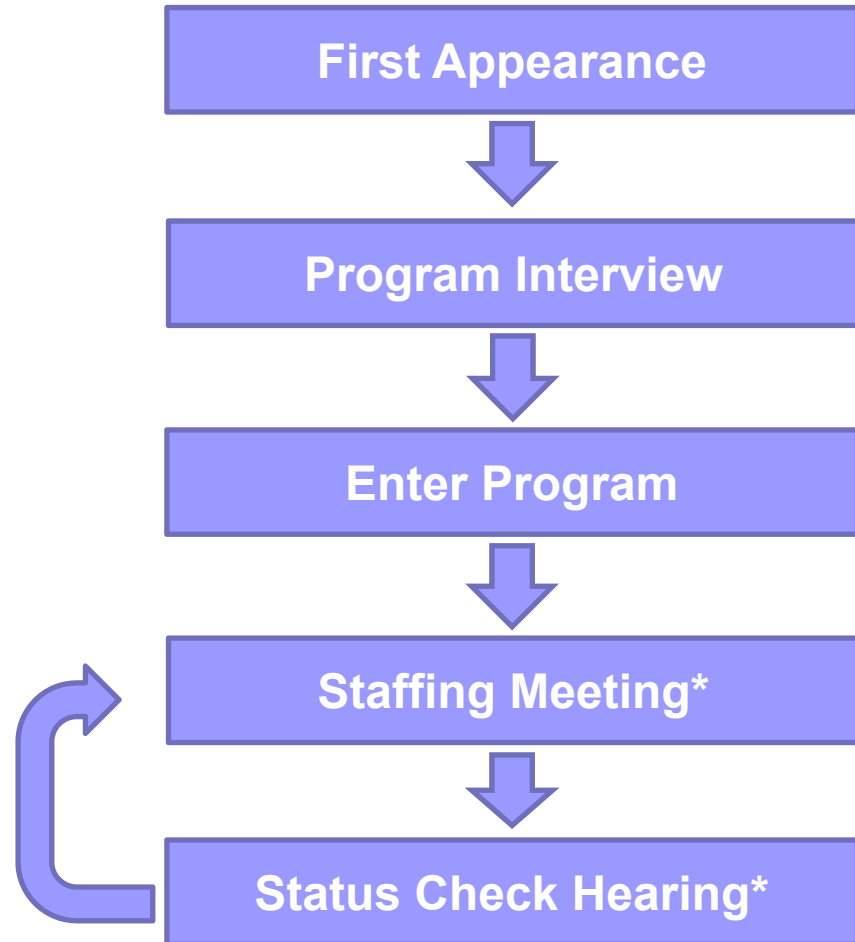 First Appearance
Program Interview
Enter Program
Staffing Meeting*
Status Check Hearing*